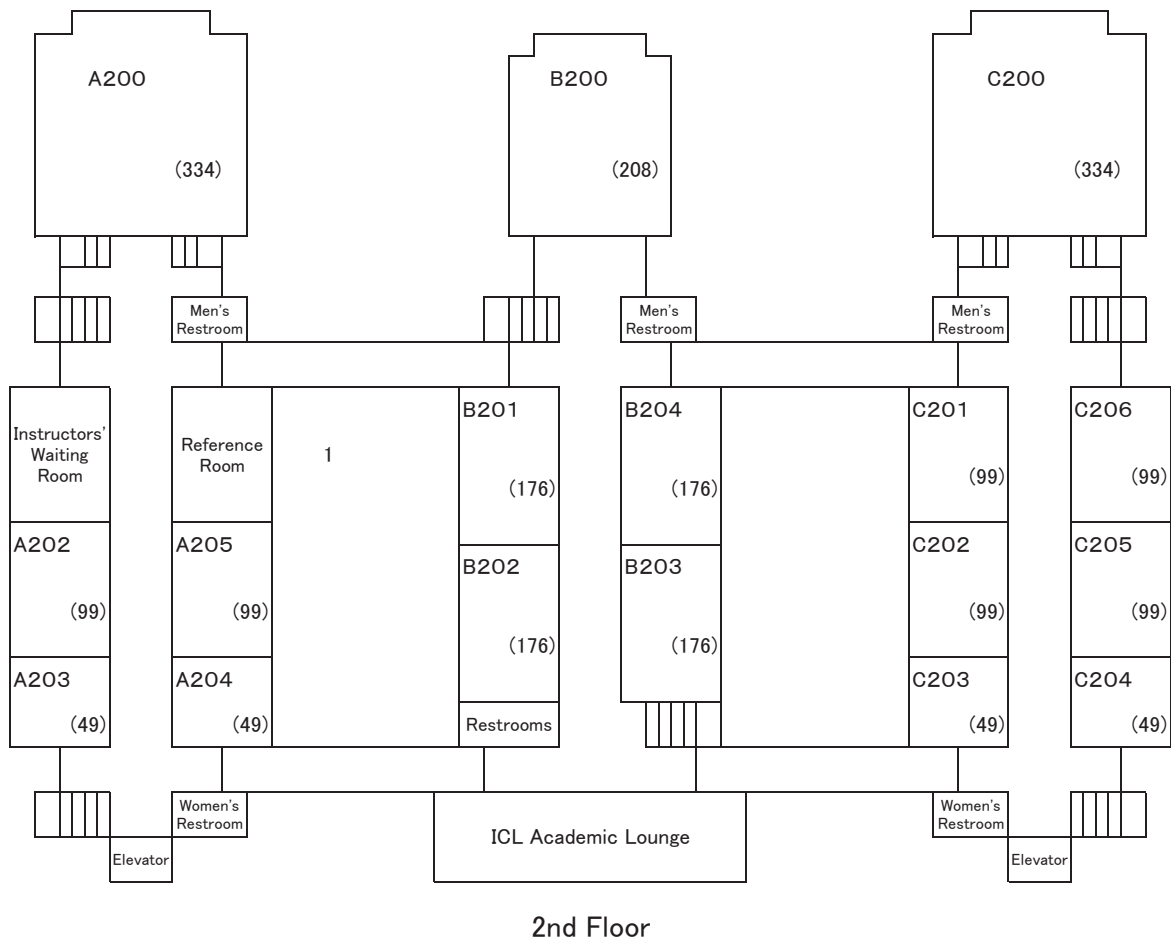 A200
(334)
B200
(208)
C200
(334)
Men's
Restroom
Men's
Restroom
Men's
Restroom
Instructors'
Waiting
Room
Reference
Room
1
B201
(176)
B204
(176)
C201
(99)
C206
(99)
A202
(99)
A205
(99)
B202
(176)
B203
(176)
C202
(99)
C205
(99)
A203
(49)
A204
(49)
Restrooms
C203
(49)
C204
(49)
Women's
Restroom
ICL Academic Lounge
Women's
Restroom
Elevator
Elevator
2nd Floor